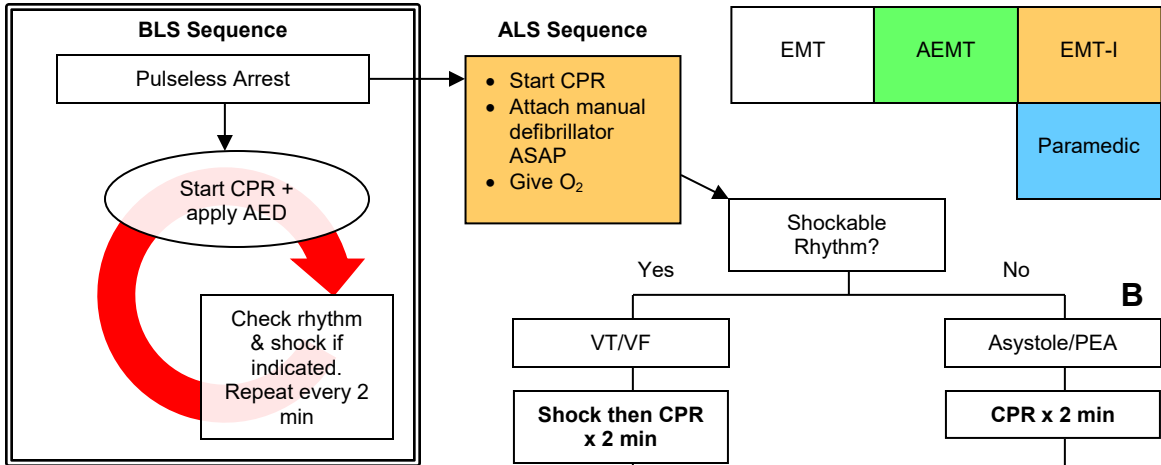 BLS Sequence
Pulseless Arrest
Start CPR +
apply AED
Check rhythm
& shock if
indicated.
Repeat every 2
min
ALS Sequence
• Start CPR
• Attach manual
defibrillator
ASAP
• Give O₂
EMT
AEMT
EMT-I
Paramedic
Shockable
Rhythm?
Yes
No
B
VT/VF
Asystole/PEA
Shock then CPR
x 2 min
CPR x 2 min